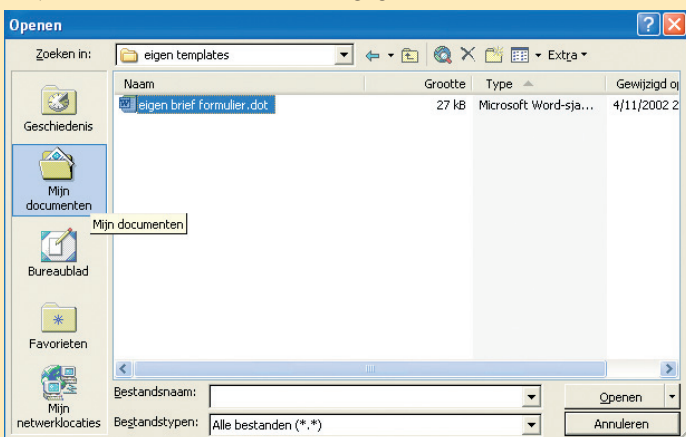 Openen
Zoeken in: eigen templates Extra
Naam Grootte Type Gewijzigd op
eigen brief formulier.dot 27 kB Microsoft Word-sja... 4/11/2002 2
Geschiedenis
Mijn
documenten
Mijn documenten
Bureaublad
Favorieten
Mijn
netwerklocaties
Bestandsnaam: Openen
Bestandstypen: Alle bestanden (*.*) Annuleren